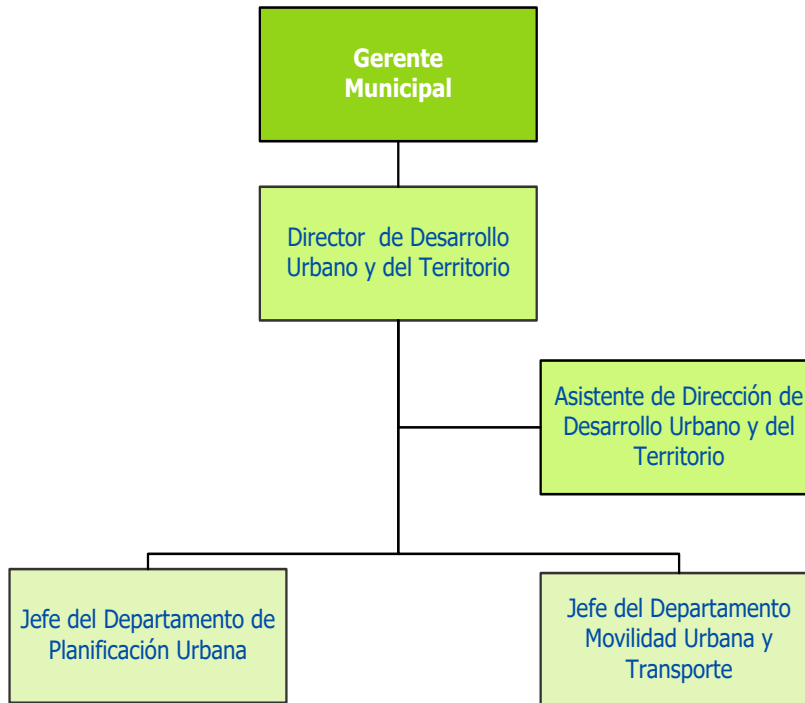 Gerente
Municipal
Director de Desarrollo
Urbano y del Territorio
Asistente de Dirección de
Desarrollo Urbano y del
Territorio
Jefe del Departamento de
Planificación Urbana
Jefe del Departamento
Movilidad Urbana y
Transporte